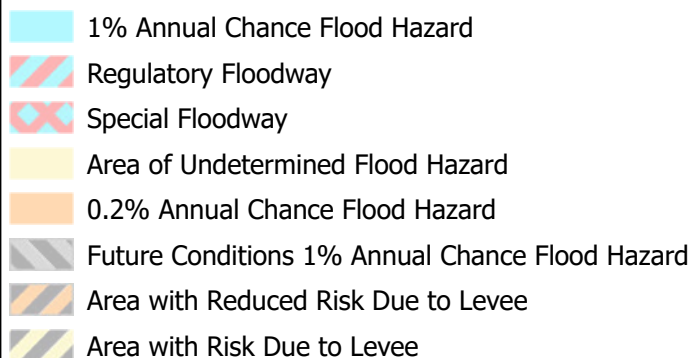 1% Annual Chance Flood Hazard
Regulatory Floodway
Special Floodway
Area of Undetermined Flood Hazard
0.2% Annual Chance Flood Hazard
Future Conditions 1% Annual Chance Flood Hazard
Area with Reduced Risk Due to Levee
Area with Risk Due to Levee